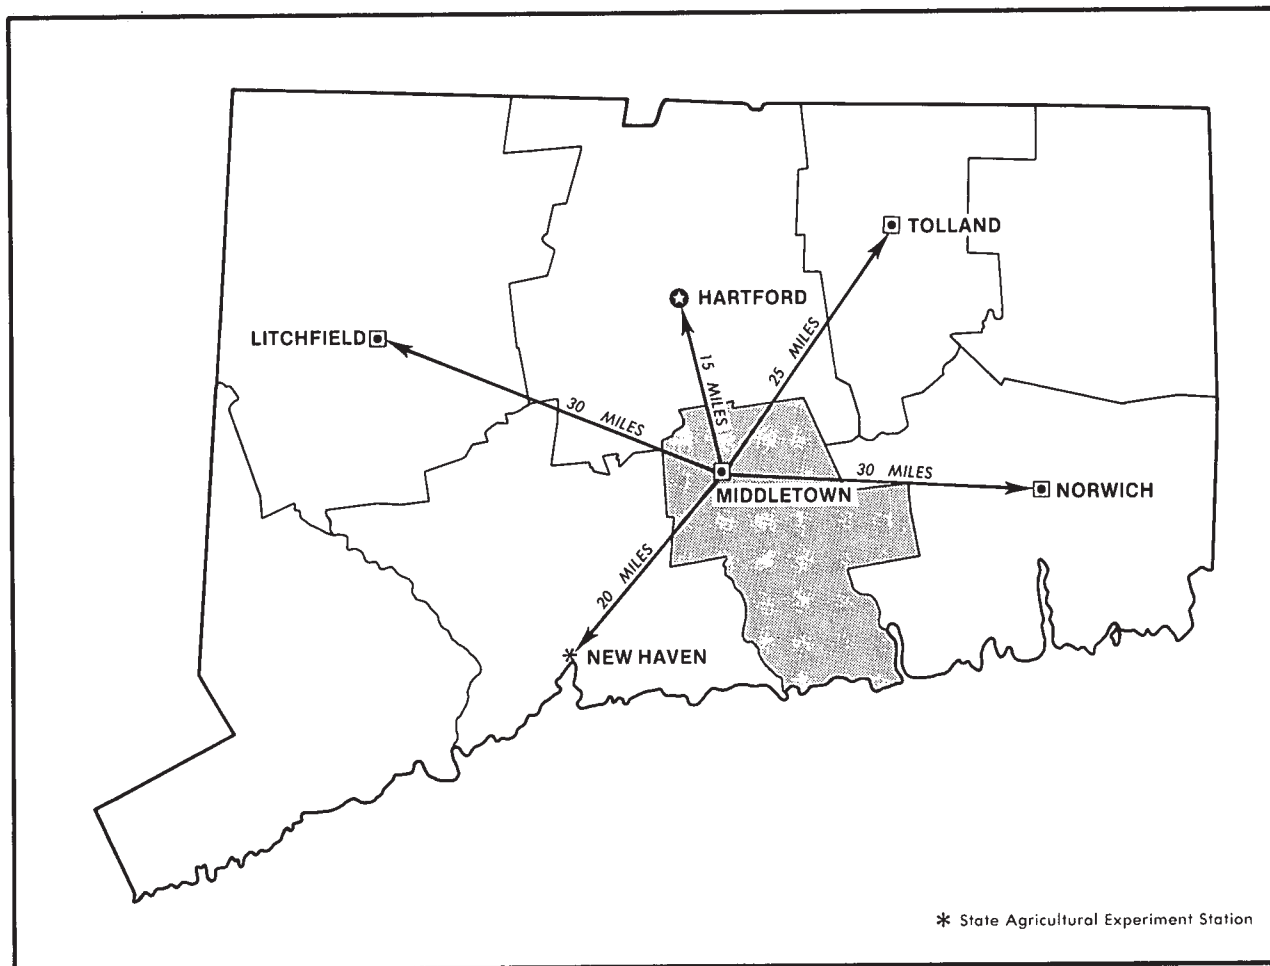 TOLLAND
HARTFORD
LITCHFIELD
15 MILES
25 MILES
30 MILES
30 MILES
MIDDLETOWN
NORWICH
20 MILES
NEW HAVEN
* State Agricultural Experiment Station